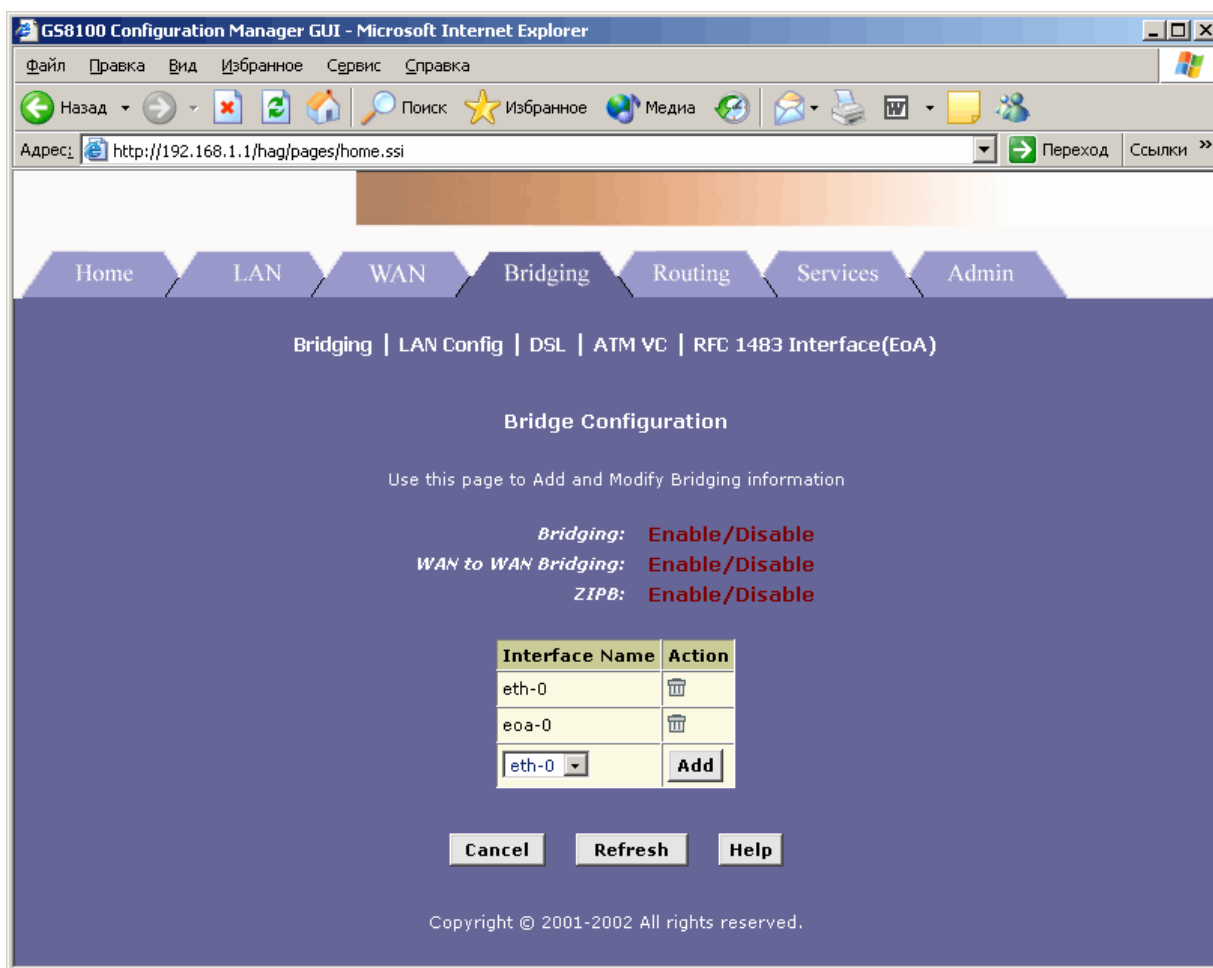 GS8100 Configuration Manager GUI - Microsoft Internet Explorer
Файл Правка Вид Избранное Сервис Справка
Назад Поиск Избранное Медиа
Адрес: http://192.168.1.1/hag/pages/home.ssi Переход Ссылки »
Home LAN WAN Bridging Routing Services Admin
Bridging | LAN Config | DSL | ATM VC | RFC 1483 Interface(EoA)
Bridge Configuration
Use this page to Add and Modify Bridging information
Bridging: Enable/Disable
WAN to WAN Bridging: Enable/Disable
ZIPB: Enable/Disable
Interface Name Action
eth-0
eoa-0
eth-0 Add
Cancel Refresh Help
Copyright © 2001-2002 All rights reserved.